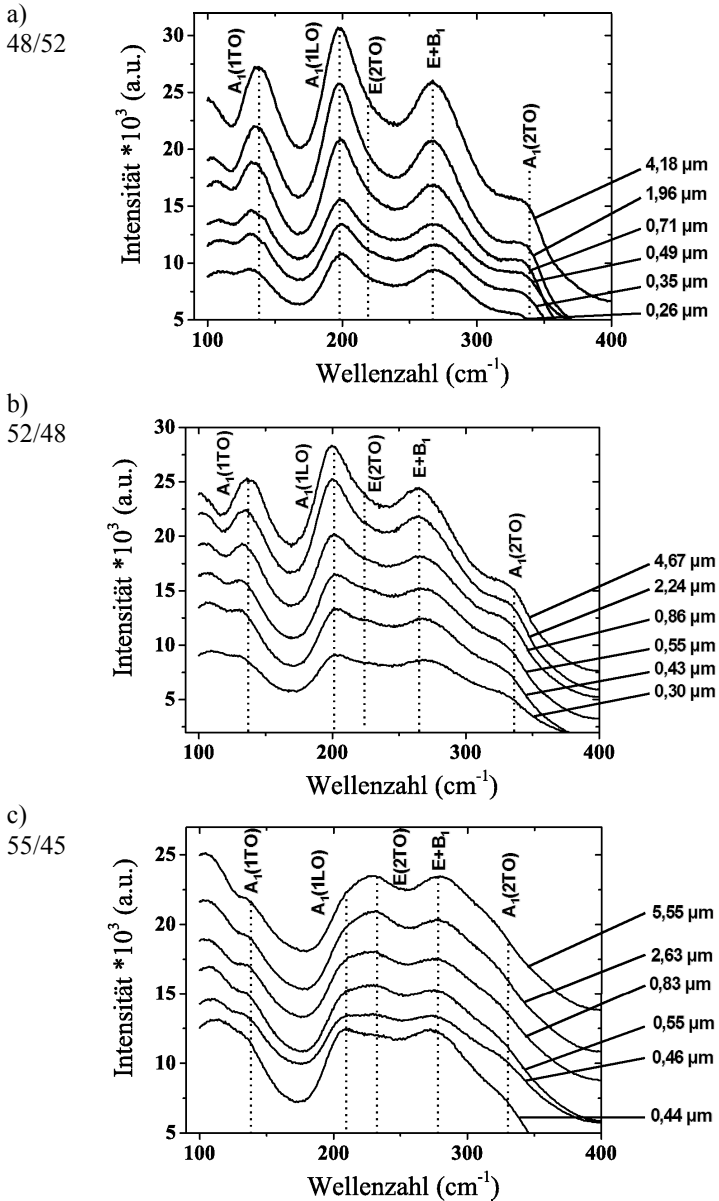 a)
48/52
Intensität *10³ (a.u.)
30
25
20
15
10
5
A₁(1TO)
A₁(1LO)
E(2TO)
E+B₁
A₁(2TO)
4,18 µm
1,96 µm
0,71 µm
0,49 µm
0,35 µm
0,26 µm
100 200 300 400
Wellenzahl (cm⁻¹)
b)
52/48
Intensität *10³ (a.u.)
30
25
20
15
10
5
A₁(1TO)
A₁(1LO)
E(2TO)
E+B₁
A₁(2TO)
4,67 µm
2,24 µm
0,86 µm
0,55 µm
0,43 µm
0,30 µm
100 200 300 400
Wellenzahl (cm⁻¹)
c)
55/45
Intensität *10³ (a.u.)
25
20
15
10
5
A₁(1TO)
A₁(1LO)
E(2TO)
E+B₁
A₁(2TO)
5,55 µm
2,63 µm
0,83 µm
0,55 µm
0,46 µm
0,44 µm
100 200 300 400
Wellenzahl (cm⁻¹)